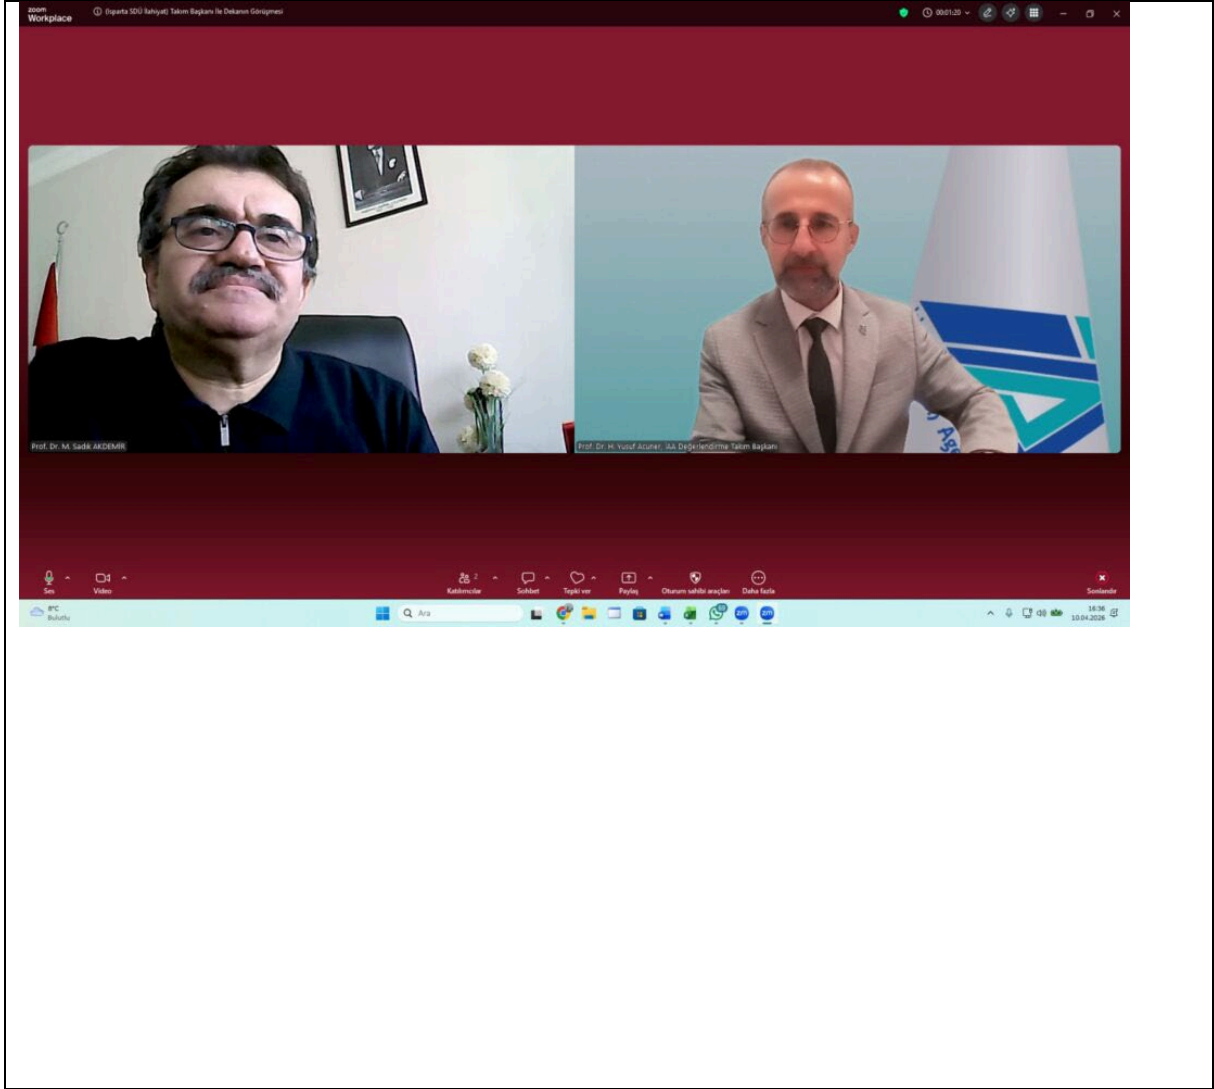 zoom
Workplace
(Isparta SDÜ İlahiyat) Takım Başkanı İle Dekanın Görüşmesi
00:01:20
Prof. Dr. M. Sadık AKDEMİR
Prof. Dr. H. Yusuf Acuner, İAA Değerlendirme Takım Başkanı
Ses
Video
Katılımcılar
2
Sohbet
Tepki ver
Paylaş
Oturum sahibi araçları
Daha fazla
Sonlandır
8°C
Bulutlu
Ara
16:36
10.04.2026